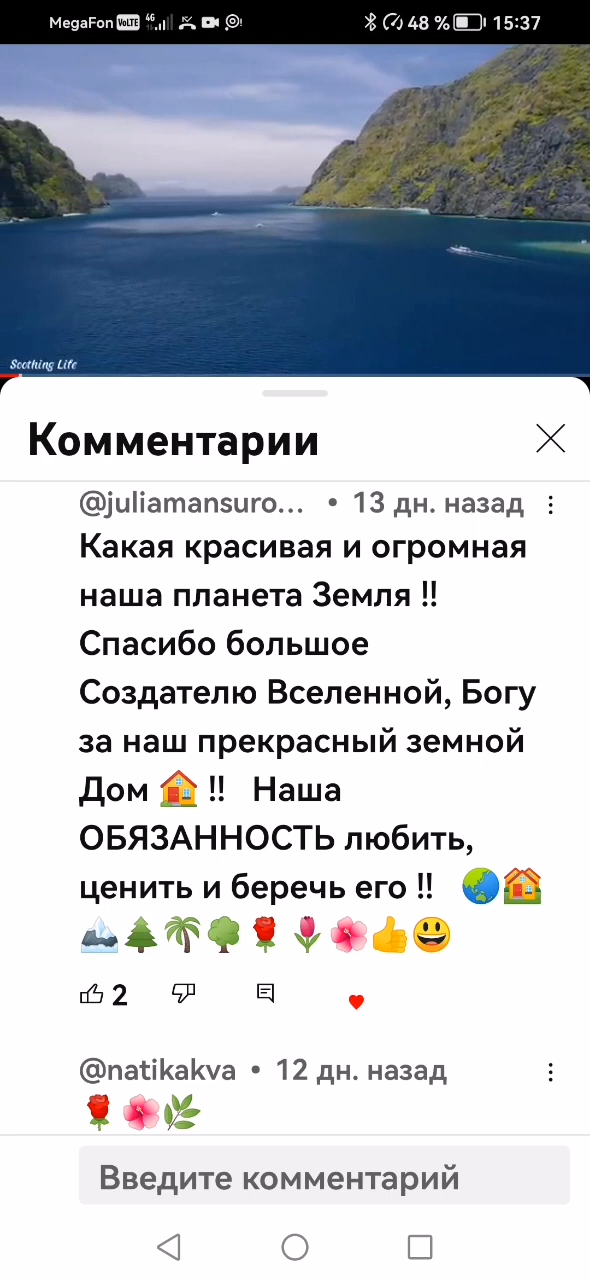 MegaFon VoLTE 4G 48 % 15:37
Soothing Life
Комментарии
@juliamansuro... • 13 дн. назад
Какая красивая и огромная
наша планета Земля ‼
Спасибо большое
Создателю Вселенной, Богу
за наш прекрасный земной
Дом 🏠 ‼ Наша
ОБЯЗАННОСТЬ любить,
ценить и беречь его ‼ 🌏🏡
🏔️🌲🌴🌳🌹🌷🌺👍😃
2
@natikakva • 12 дн. назад
🌹🌺🌿
Введите комментарий